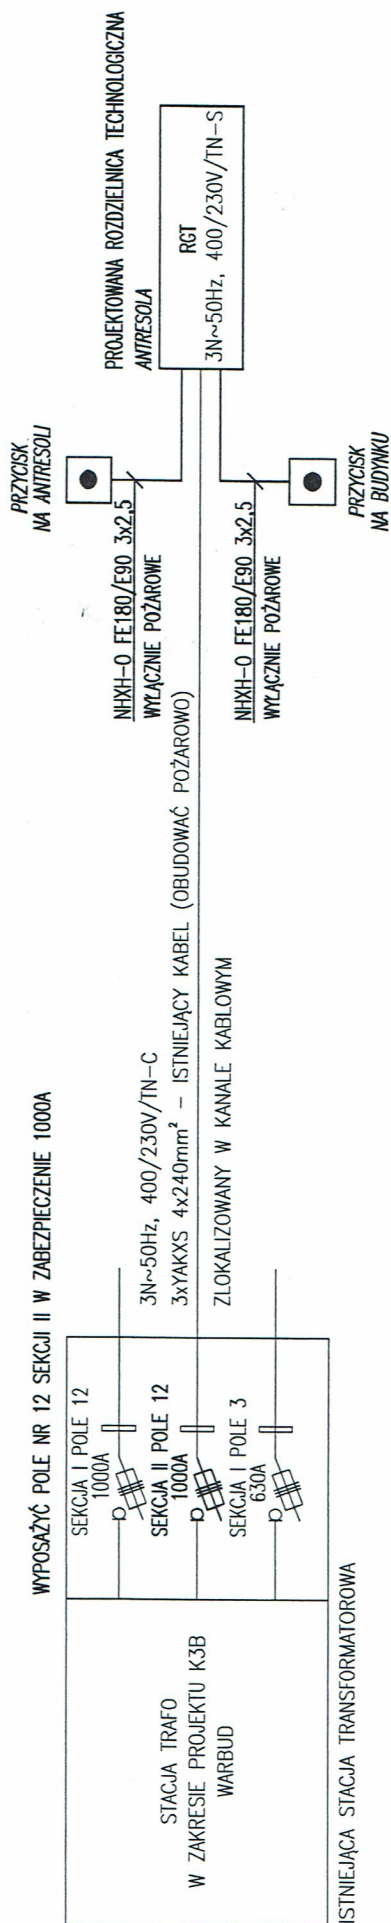 WYPOSAŻYĆ POLE NR 12 SEKCJI II W ZABEZPIECZENIE 1000A
STACJA TRAFO
W ZAKRESIE PROJEKTU K3B
WARBUD
ISTNIEJĄCA STACJA TRANSFORMATOROWA
SEKCJA I POLE 12
1000A
SEKCJA II POLE 12
1000A
SEKCJA I POLE 3
630A
3N~50Hz, 400/230V/TN-C
3xYAKXS 4x240mm² – ISTNIEJĄCY KABEL (OBUDOWAĆ POŻAROWO)
ZLOKALIZOWANY W KANALE KABLOWYM
PRZYCISK
NA ANTRESOLI
NHXH-O FE180/E90 3x2,5
WYŁĄCZNIE POŻAROWE
NHXH-O FE180/E90 3x2,5
WYŁĄCZNIE POŻAROWE
PRZYCISK
NA BUDYNKU
PROJEKTOWANA ROZDZIELNICA TECHNOLOGICZNA
ANTRESOLA
RGT
3N~50Hz, 400/230V/TN-S